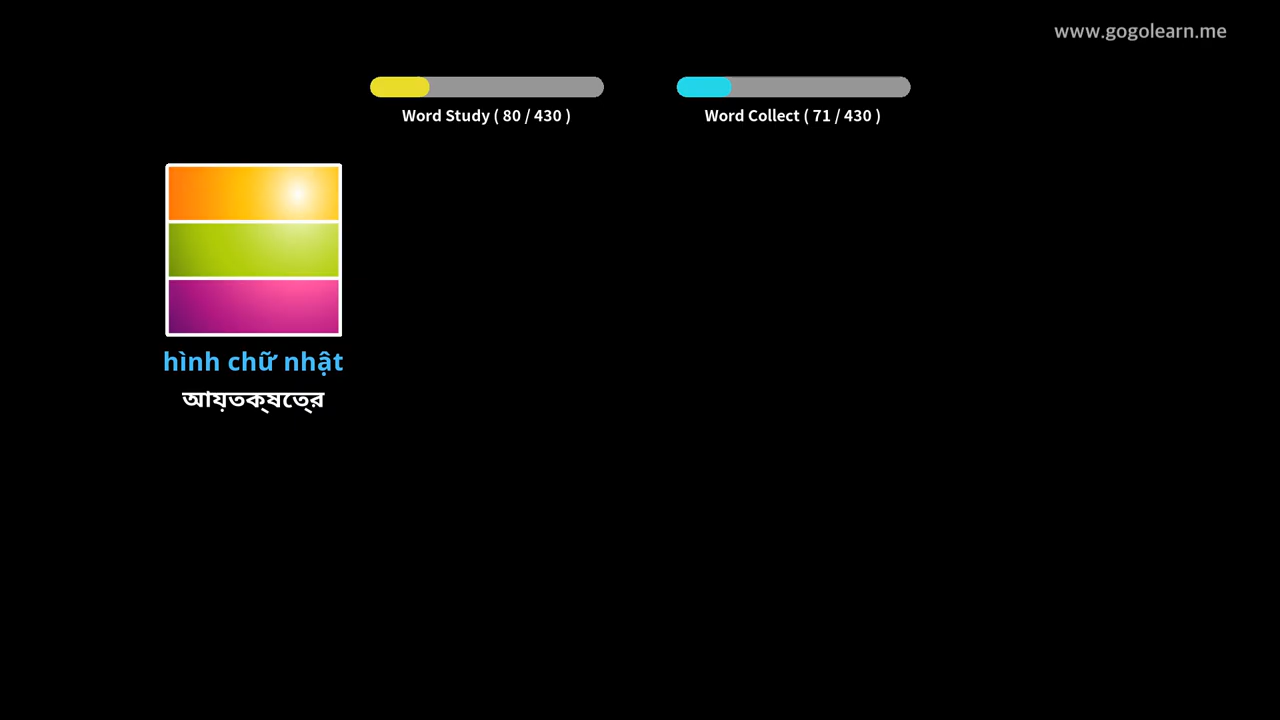 www.gogolearn.me
Word Study ( 80 / 430 )
Word Collect ( 71 / 430 )
hình chữ nhật
আয়তক্ষেত্র